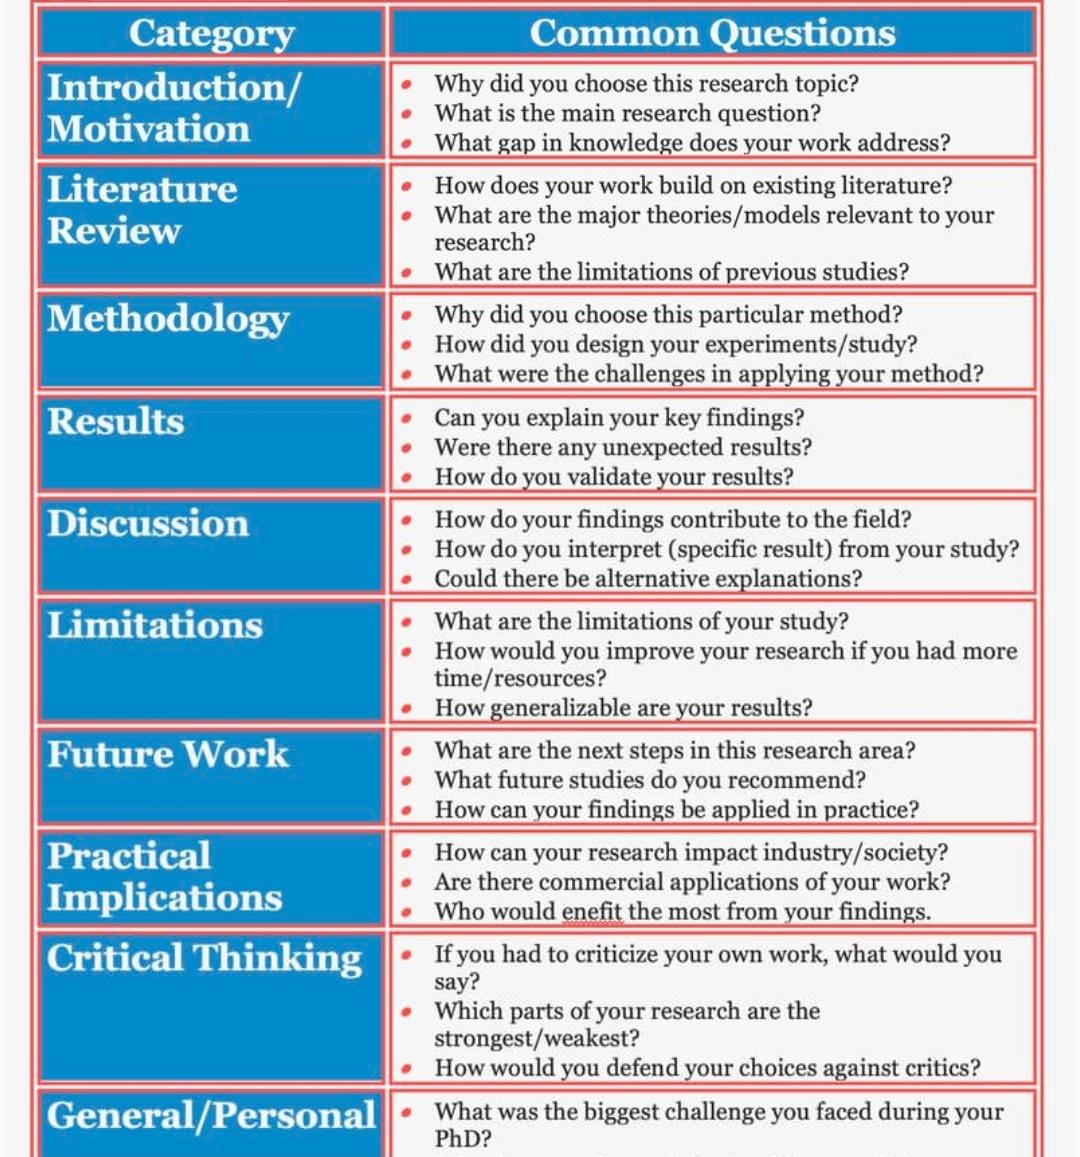 Category
Common Questions
Introduction/
Motivation
Why did you choose this research topic?
What is the main research question?
What gap in knowledge does your work address?
Literature
Review
How does your work build on existing literature?
What are the major theories/models relevant to your
research?
What are the limitations of previous studies?
Methodology
Why did you choose this particular method?
How did you design your experiments/study?
What were the challenges in applying your method?
Results
Can you explain your key findings?
Were there any unexpected results?
How do you validate your results?
Discussion
How do your findings contribute to the field?
How do you interpret (specific result) from your study?
Could there be alternative explanations?
Limitations
What are the limitations of your study?
How would you improve your research if you had more
time/resources?
How generalizable are your results?
Future Work
What are the next steps in this research area?
What future studies do you recommend?
How can your findings be applied in practice?
Practical
Implications
How can your research impact industry/society?
Are there commercial applications of your work?
Who would enefit the most from your findings.
Critical Thinking
If you had to criticize your own work, what would you
say?
Which parts of your research are the
strongest/weakest?
How would you defend your choices against critics?
General/Personal
What was the biggest challenge you faced during your
PhD?